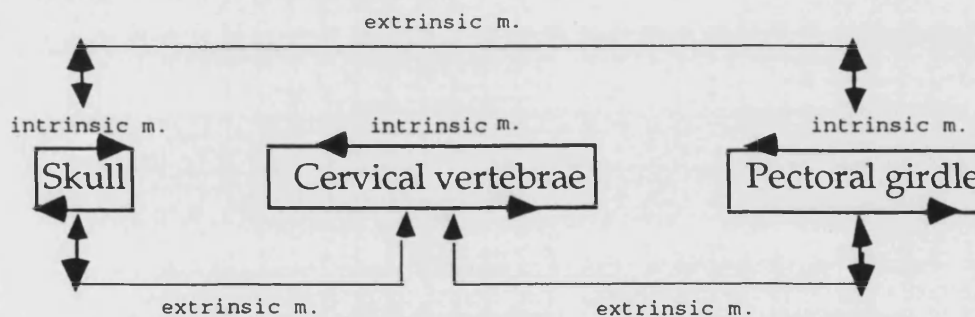 extrinsic m.
intrinsic m. intrinsic m. intrinsic m.
Skull Cervical vertebrae Pectoral girdle
extrinsic m. extrinsic m.